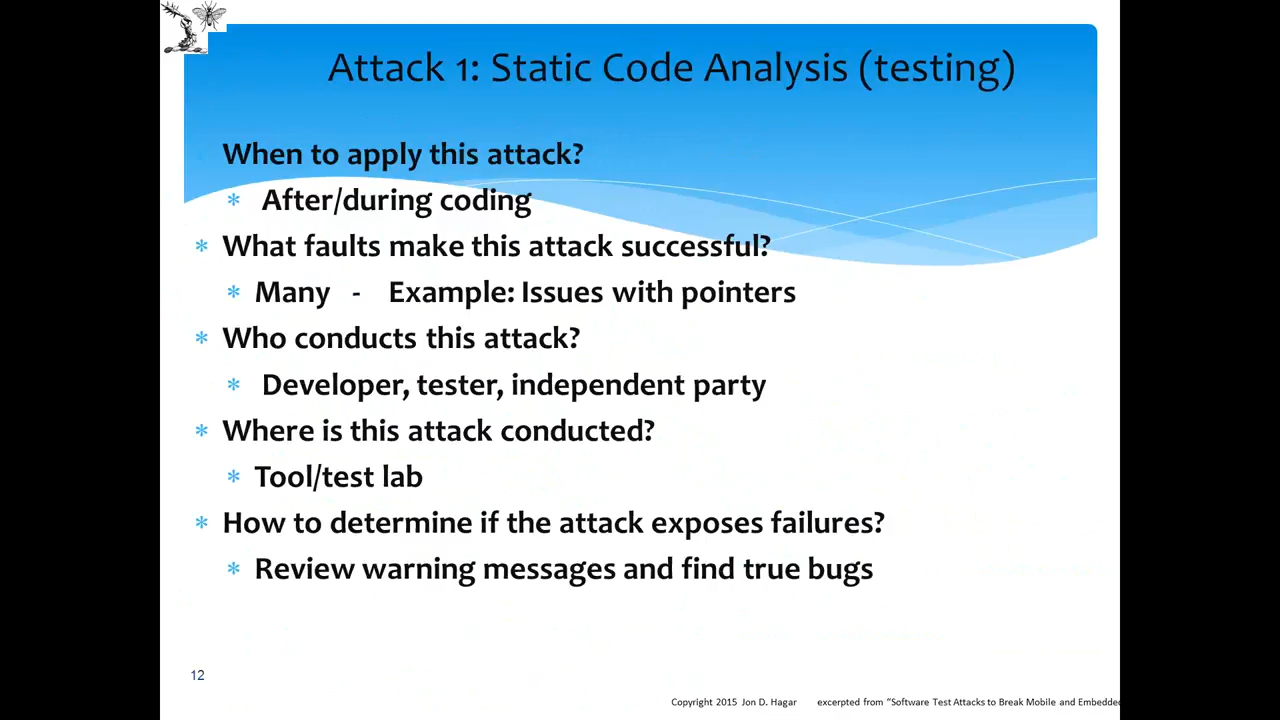 Attack 1: Static Code Analysis (testing)
When to apply this attack?
* After/during coding
* What faults make this attack successful?
* Many - Example: Issues with pointers
* Who conducts this attack?
* Developer, tester, independent party
* Where is this attack conducted?
* Tool/test lab
* How to determine if the attack exposes failures?
* Review warning messages and find true bugs
12
Copyright 2015 Jon D. Hagar excerpted from “Software Test Attacks to Break Mobile and Embedded